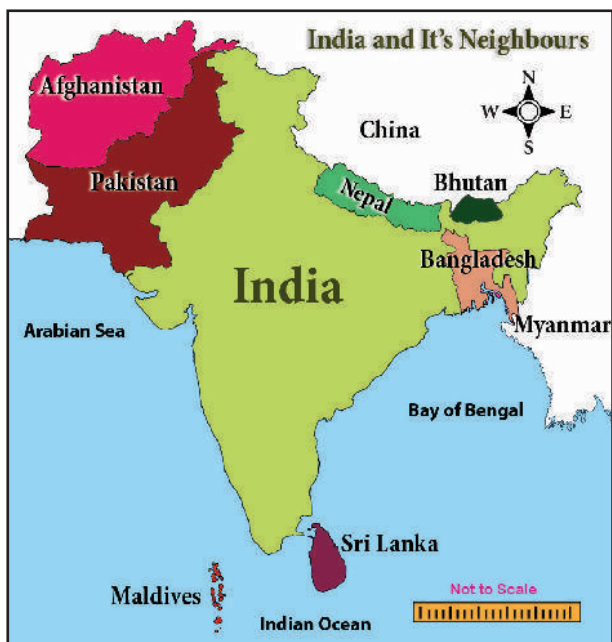 India and It's Neighbours
N
W
E
S
Afghanistan
China
Pakistan
Nepal
Bhutan
Bangladesh
India
Arabian Sea
Myanmar
Bay of Bengal
Sri Lanka
Maldives
Not to Scale
Indian Ocean